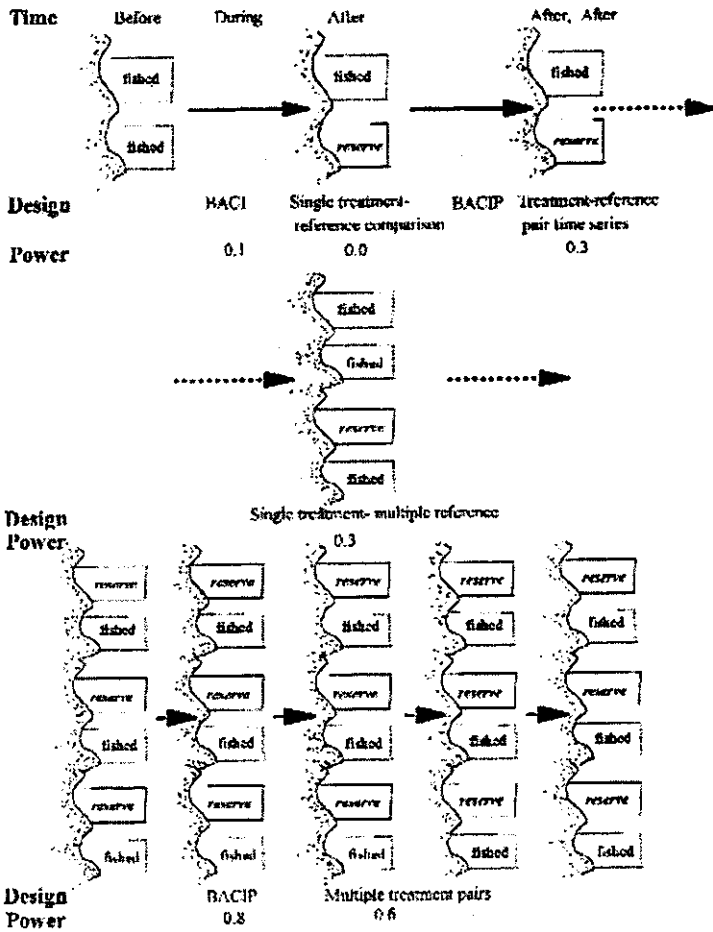 Time Before During After After, After
fished fished fished
fished reserve reserve
Design BACI Single treatment- BACIP Treatment-reference
reference comparison pair time series
Power 0.1 0.0 0.3
fished
fished
reserve
fished
Design Single treatment- multiple reference
Power 0.3
reserve reserve reserve reserve reserve
fished fished fished fished fished
reserve reserve reserve reserve reserve
fished fished fished fished fished
reserve reserve reserve reserve reserve
fished fished fished fished fished
Design BACIP Multiple treatment pairs
Power 0.8 0.6